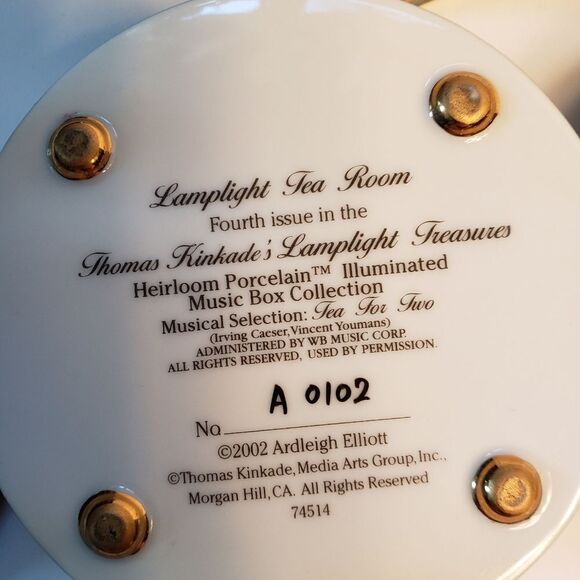 Lamplight Tea Room
Fourth issue in the
Thomas Kinkade's Lamplight Treasures
Heirloom Porcelain™ Illuminated
Music Box Collection
Musical Selection: Tea For Two
(Irving Caeser, Vincent Youmans)
ADMINISTERED BY WB MUSIC CORP.
ALL RIGHTS RESERVED, USED BY PERMISSION.
A 0102
No.
©2002 Ardleigh Elliott
©Thomas Kinkade, Media Arts Group, Inc.,
Morgan Hill, CA. All Rights Reserved
74514